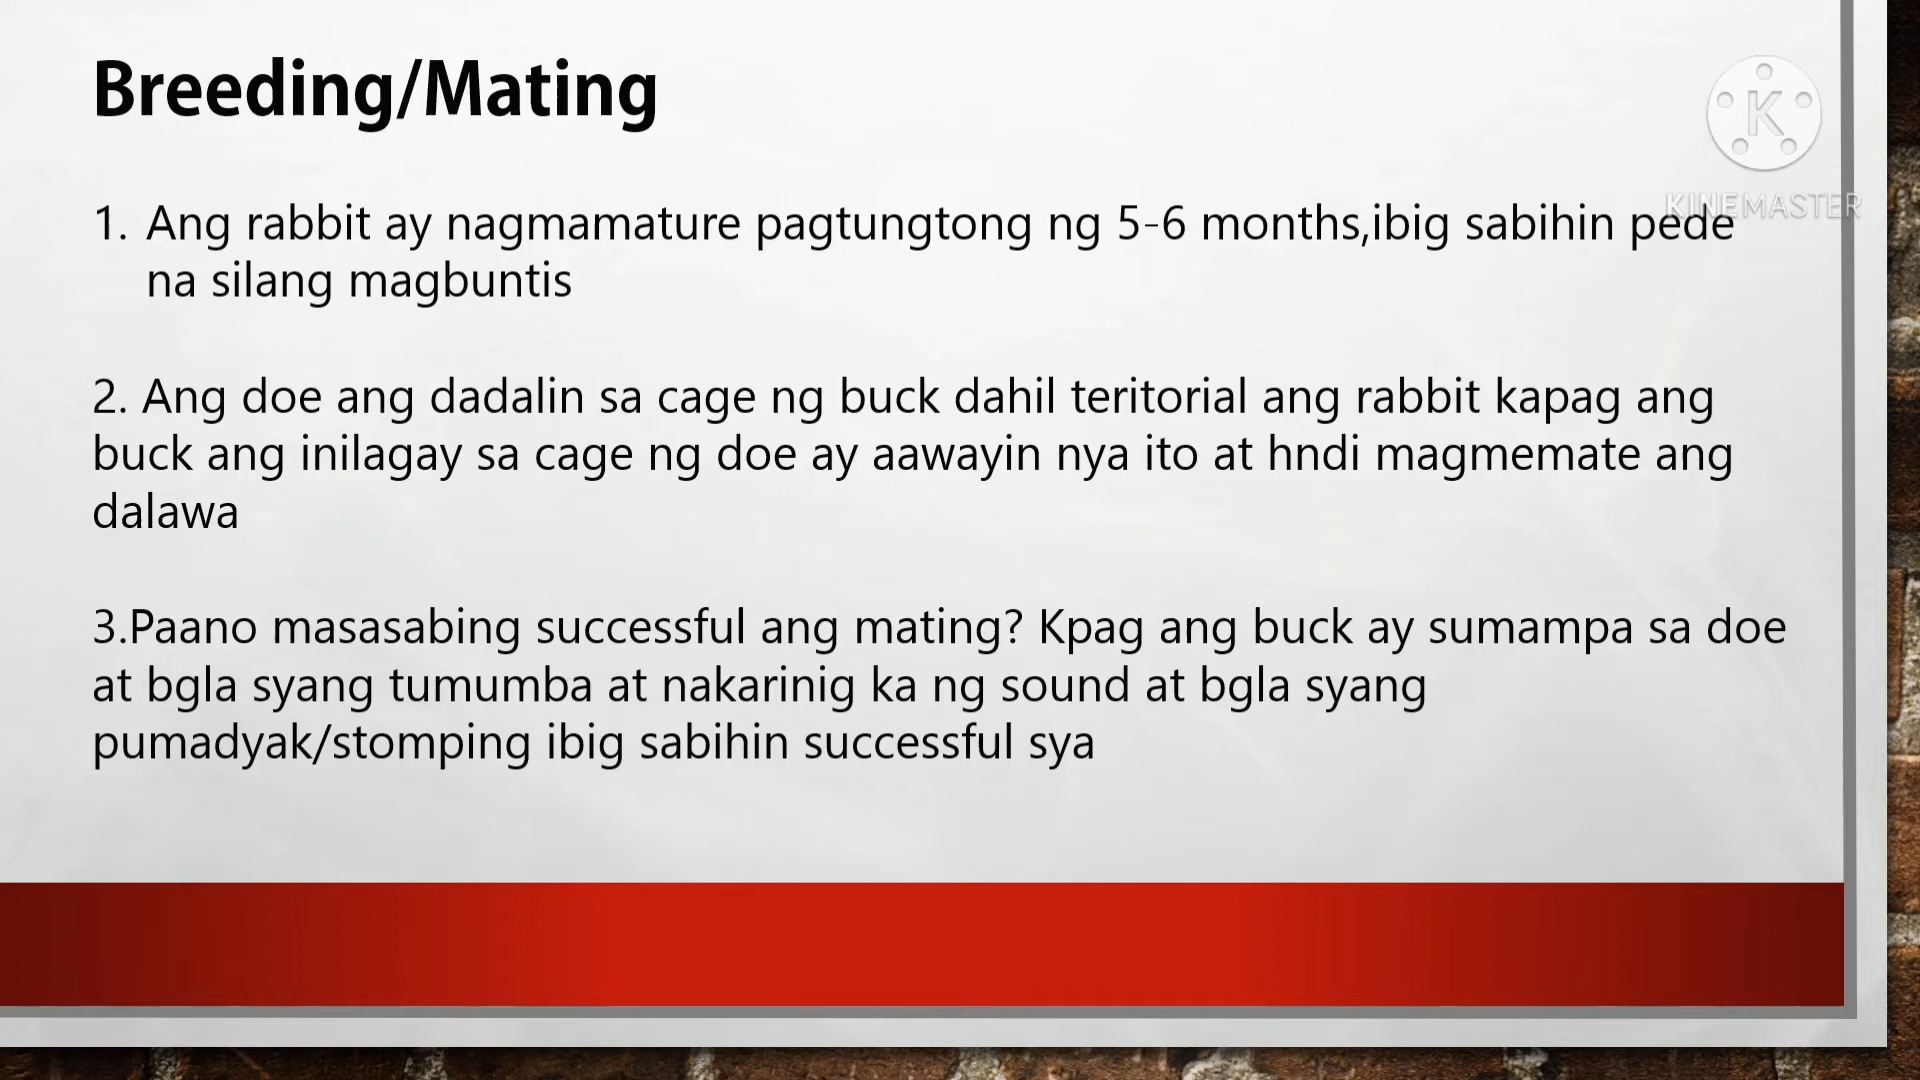 Breeding/Mating
K
KINEMASTER
1. Ang rabbit ay nagmamature pagtungtong ng 5-6 months,ibig sabihin pede
na silang magbuntis
2. Ang doe ang dadalin sa cage ng buck dahil teritorial ang rabbit kapag ang
buck ang inilagay sa cage ng doe ay aawayin nya ito at hndi magmemate ang
dalawa
3.Paano masasabing successful ang mating? Kpag ang buck ay sumampa sa doe
at bgla syang tumumba at nakarinig ka ng sound at bgla syang
pumadyak/stomping ibig sabihin successful sya